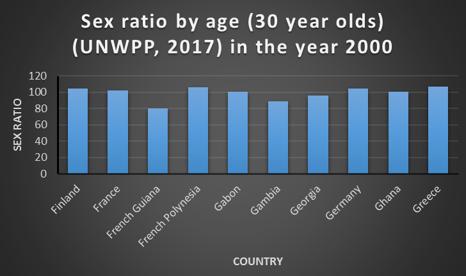 Sex ratio by age (30 year olds)
(UNWPP, 2017) in the year 2000
120
100
80
60
40
20
0
SEX RATIO
Finland
France
French Guiana
French Polynesia
Gabon
Gambia
Georgia
Germany
Ghana
Greece
COUNTRY